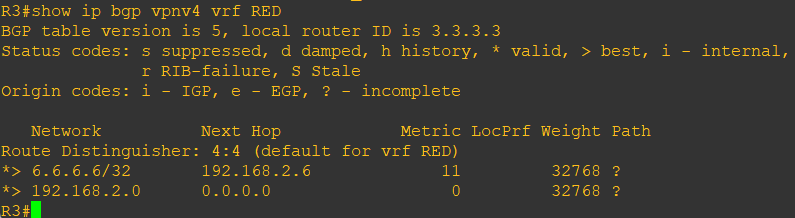 R3#show ip bgp vpnv4 vrf RED
BGP table version is 5, local router ID is 3.3.3.3
Status codes: s suppressed, d damped, h history, * valid, > best, i - internal,
              r RIB-failure, S Stale
Origin codes: i - IGP, e - EGP, ? - incomplete

   Network          Next Hop            Metric LocPrf Weight Path
Route Distinguisher: 4:4 (default for vrf RED)
*> 6.6.6.6/32       192.168.2.6             11         32768 ?
*> 192.168.2.0      0.0.0.0                  0         32768 ?
R3#